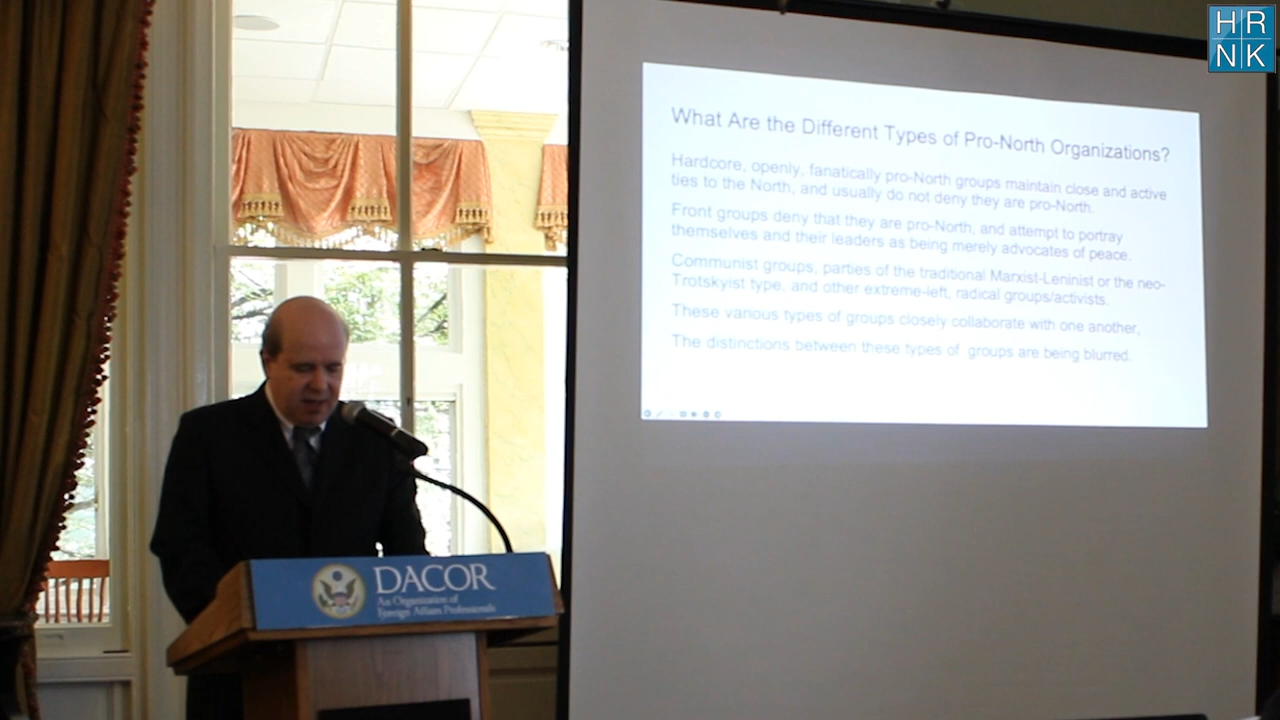 HR
NK
What Are the Different Types of Pro-North Organizations?
Hardcore, openly, fanatically pro-North groups maintain close and active
ties to the North, and usually do not deny they are pro-North.
Front groups deny that they are pro-North, and attempt to portray
themselves and their leaders as being merely advocates of peace.
Communist groups, parties of the traditional Marxist-Leninist or the neo-
Trotskyist type, and other extreme-left, radical groups/activists.
These various types of groups closely collaborate with one another,
The distinctions between these types of groups are being blurred.
DACOR
An Organization of
Foreign Affairs Professionals